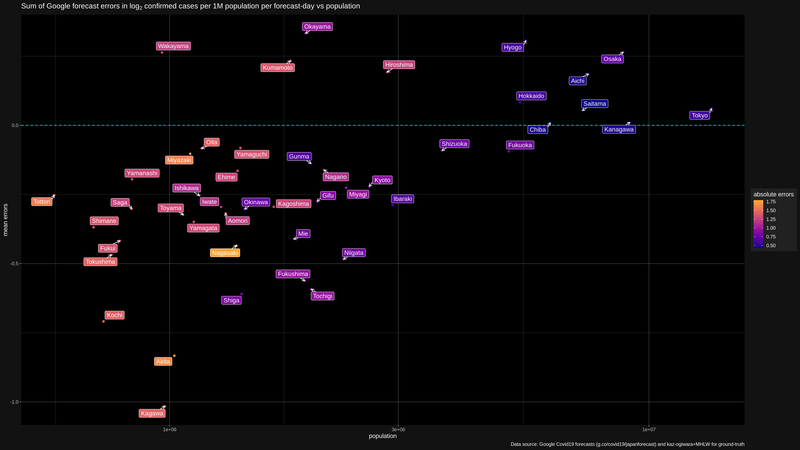 Sum of Google forecast errors in log2 confirmed cases per 1M population per forecast-day vs population
Okayama
Wakayama
Hyogo
Osaka
Kumamoto
Hiroshima
Aichi
Hokkaido
Saitama
Tokyo
0.0
Chiba
Kanagawa
Oita
Shizuoka
Fukuoka
Miyazaki
Yamaguchi
Gunma
Yamanashi
Ehime
Nagano
Kyoto
Ishikawa
Miyagi
Gifu
Ibaraki
Tottori
Saga
Iwate
Okinawa
Kagoshima
Toyama
Shimane
Aomori
Yamagata
Mie
Fukui
Nagasaki
Niigata
Tokushima
-0.5
Fukushima
Shiga
Tochigi
Kochi
Akita
-1.0
Kagawa
mean errors
1e+06
3e+06
1e+07
population
absolute errors
1.75
1.50
1.25
1.00
0.75
0.50
Data source: Google Covid19 forecasts (g.co/covid19/japanforecast) and kaz-ogiwara+MHLW for ground-truth